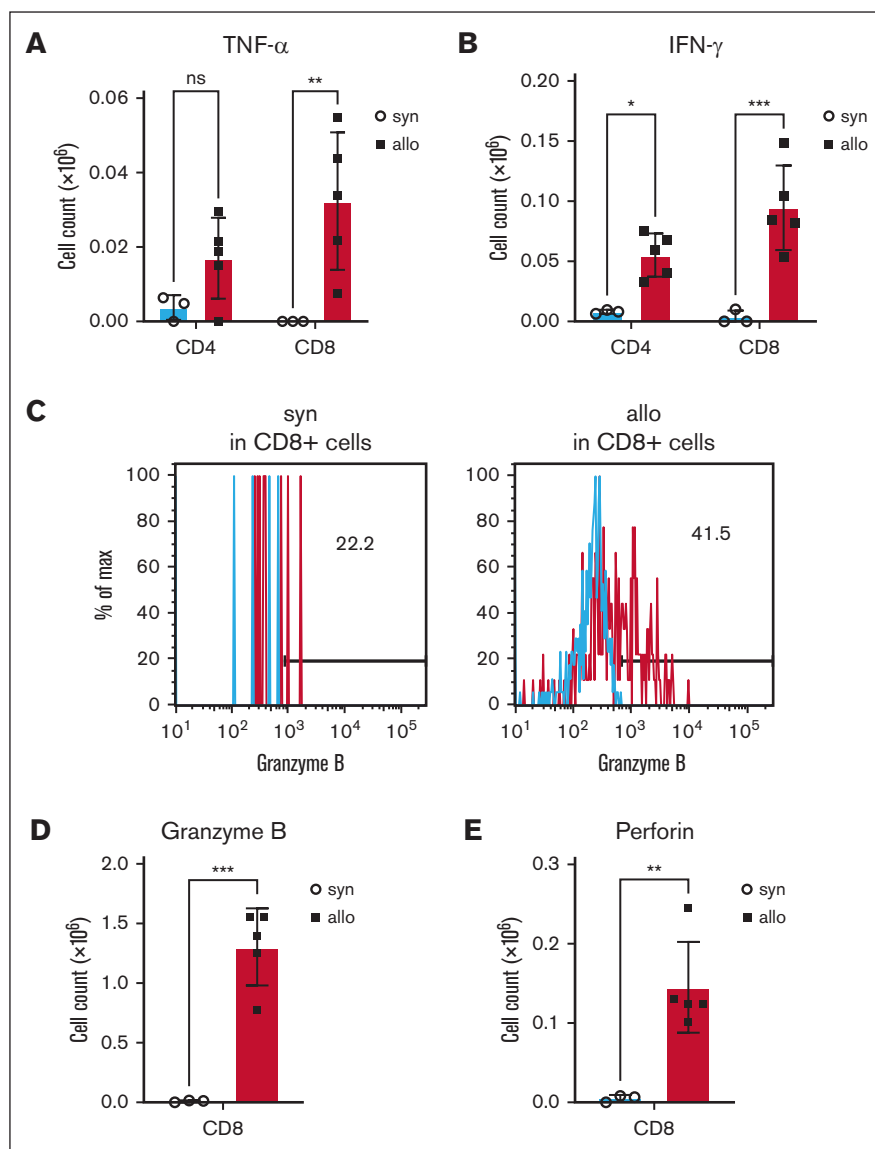 A
TNF-α
ns
**
0.06
0.04
0.02
0.00
Cell count (×10⁶)
CD4
CD8
syn
allo
B
IFN-γ
*
***
0.20
0.15
0.10
0.05
0.00
Cell count (×10⁶)
CD4
CD8
syn
allo
C
syn
in CD8+ cells
100
80
60
40
20
0
% of max
22.2
10¹
10²
10³
10⁴
10⁵
Granzyme B
allo
in CD8+ cells
100
80
60
40
20
0
41.5
10¹
10²
10³
10⁴
10⁵
Granzyme B
D
Granzyme B
***
2.0
1.5
1.0
0.5
0.0
Cell count (×10⁶)
CD8
syn
allo
E
Perforin
**
0.3
0.2
0.1
0.0
Cell count (×10⁶)
CD8
syn
allo